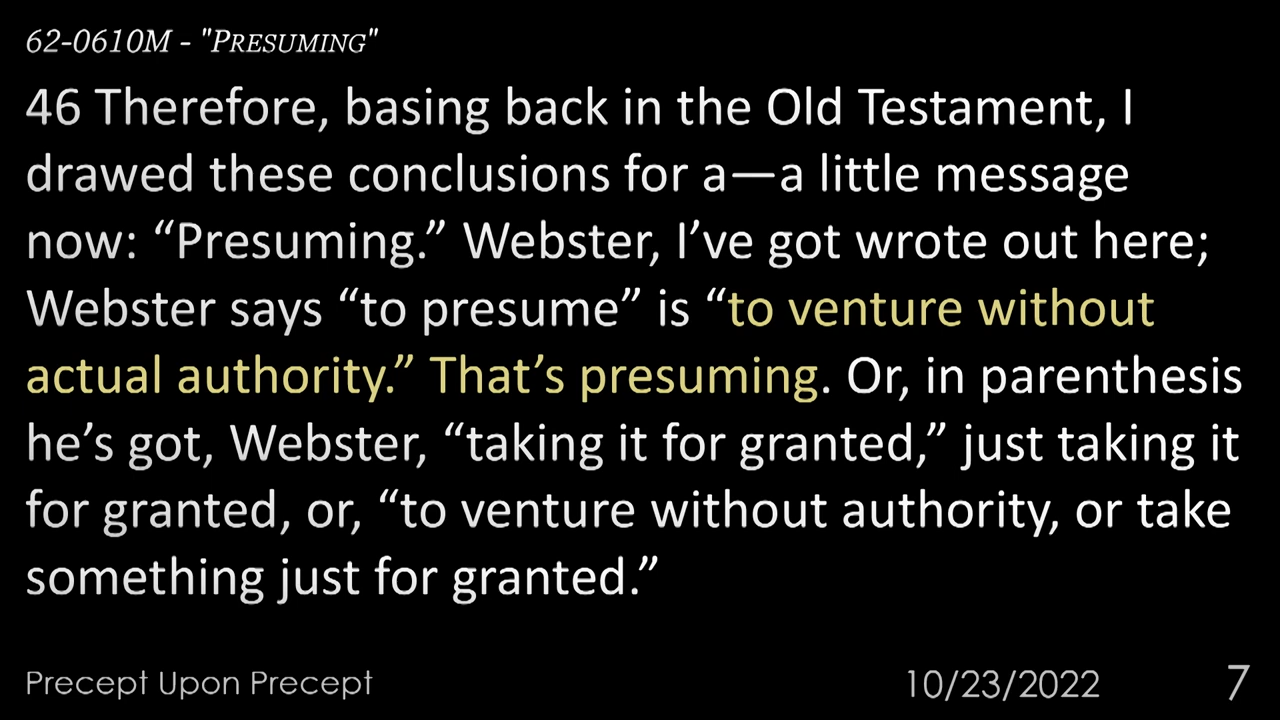 62-0610M - "PRESUMING"
46 Therefore, basing back in the Old Testament, I
drawed these conclusions for a—a little message
now: “Presuming.” Webster, I’ve got wrote out here;
Webster says “to presume” is “to venture without
actual authority.” That’s presuming. Or, in parenthesis
he’s got, Webster, “taking it for granted,” just taking it
for granted, or, “to venture without authority, or take
something just for granted.”
Precept Upon Precept 10/23/2022 7